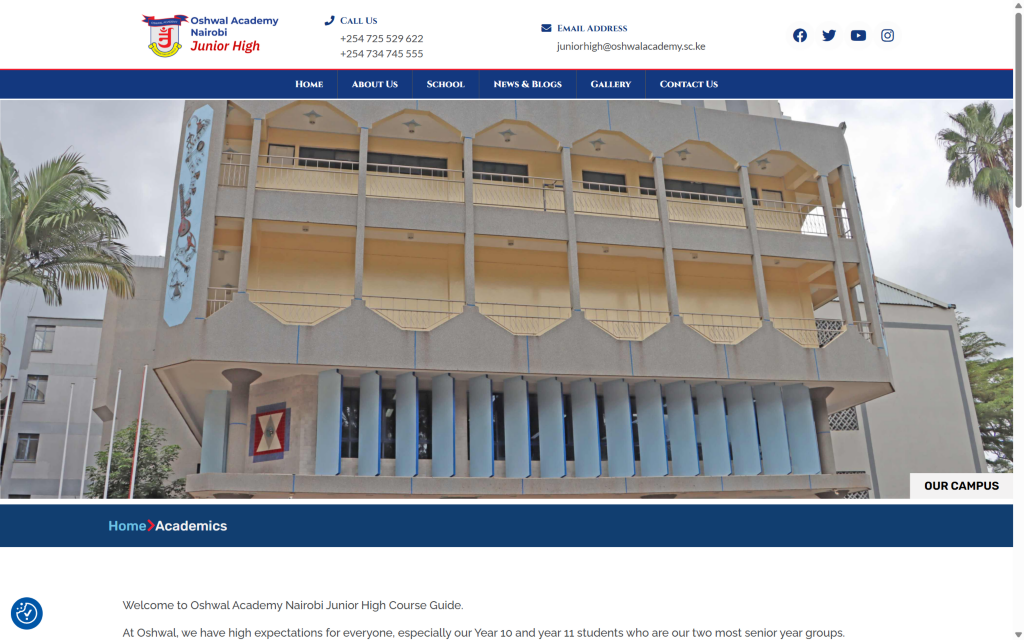 Oshwal Academy
Nairobi
Junior High
Call Us
+254 725 529 622
+254 734 745 555
Email Address
juniorhigh@oshwalacademy.sc.ke
Home
About Us
School
News & Blogs
Gallery
Contact Us
OUR CAMPUS
Home Academics
Welcome to Oshwal Academy Nairobi Junior High Course Guide.
At Oshwal, we have high expectations for everyone, especially our Year 10 and year 11 students who are our two most senior year groups.